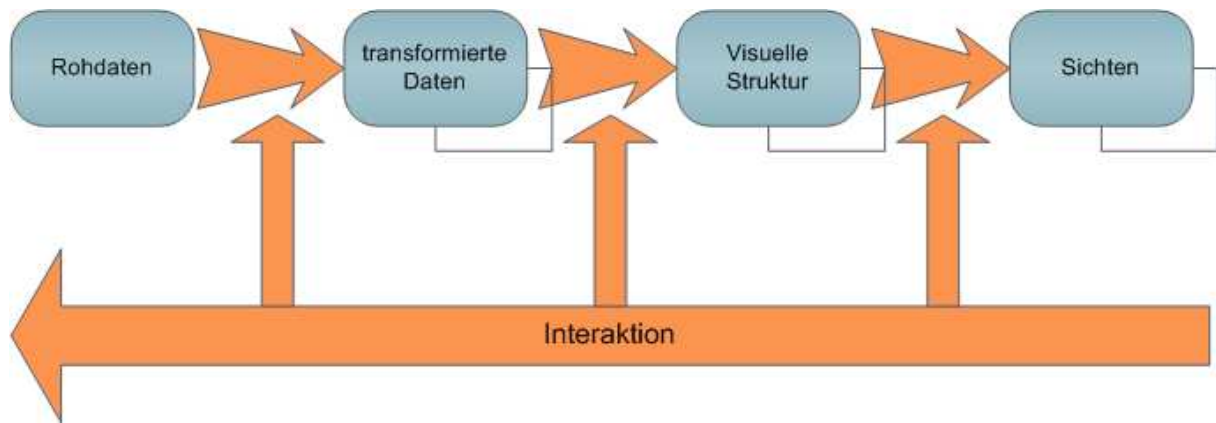 Rohdaten
transformierte
Daten
Visuelle
Struktur
Sichten
Interaktion